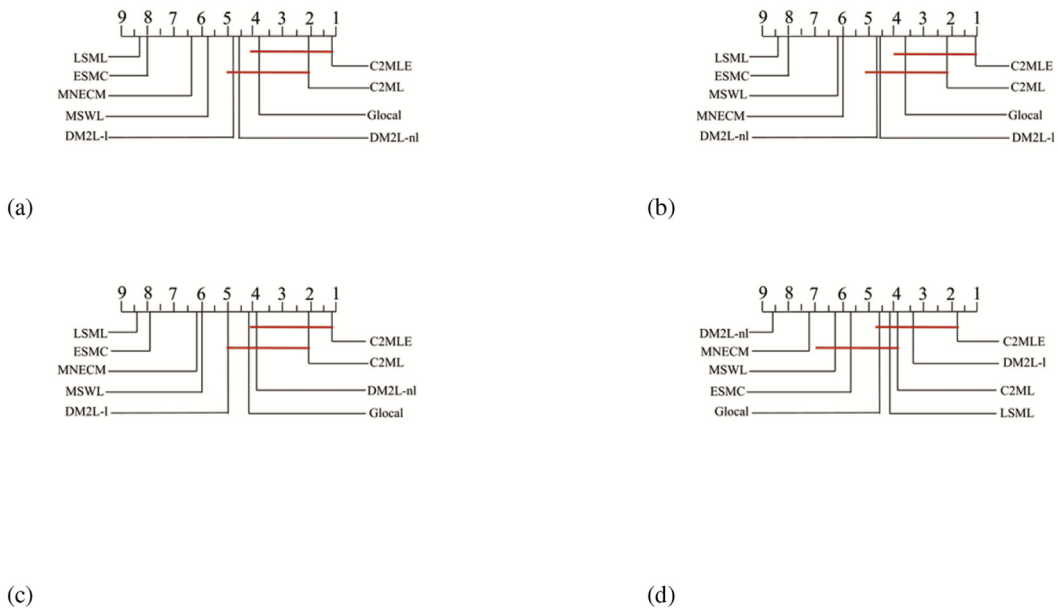 9 8 7 6 5 4 3 2 1
LSML
C2MLE
ESMC
C2ML
MNECM
MSWL
Glocal
DM2L-l
DM2L-nl
(a)
9 8 7 6 5 4 3 2 1
LSML
C2MLE
ESMC
C2ML
MSWL
MNECM
Glocal
DM2L-nl
DM2L-l
(b)
9 8 7 6 5 4 3 2 1
LSML
C2MLE
ESMC
C2ML
MNECM
MSWL
DM2L-nl
DM2L-l
Glocal
(c)
9 8 7 6 5 4 3 2 1
DM2L-nl
C2MLE
MNECM
DM2L-l
MSWL
ESMC
C2ML
Glocal
LSML
(d)